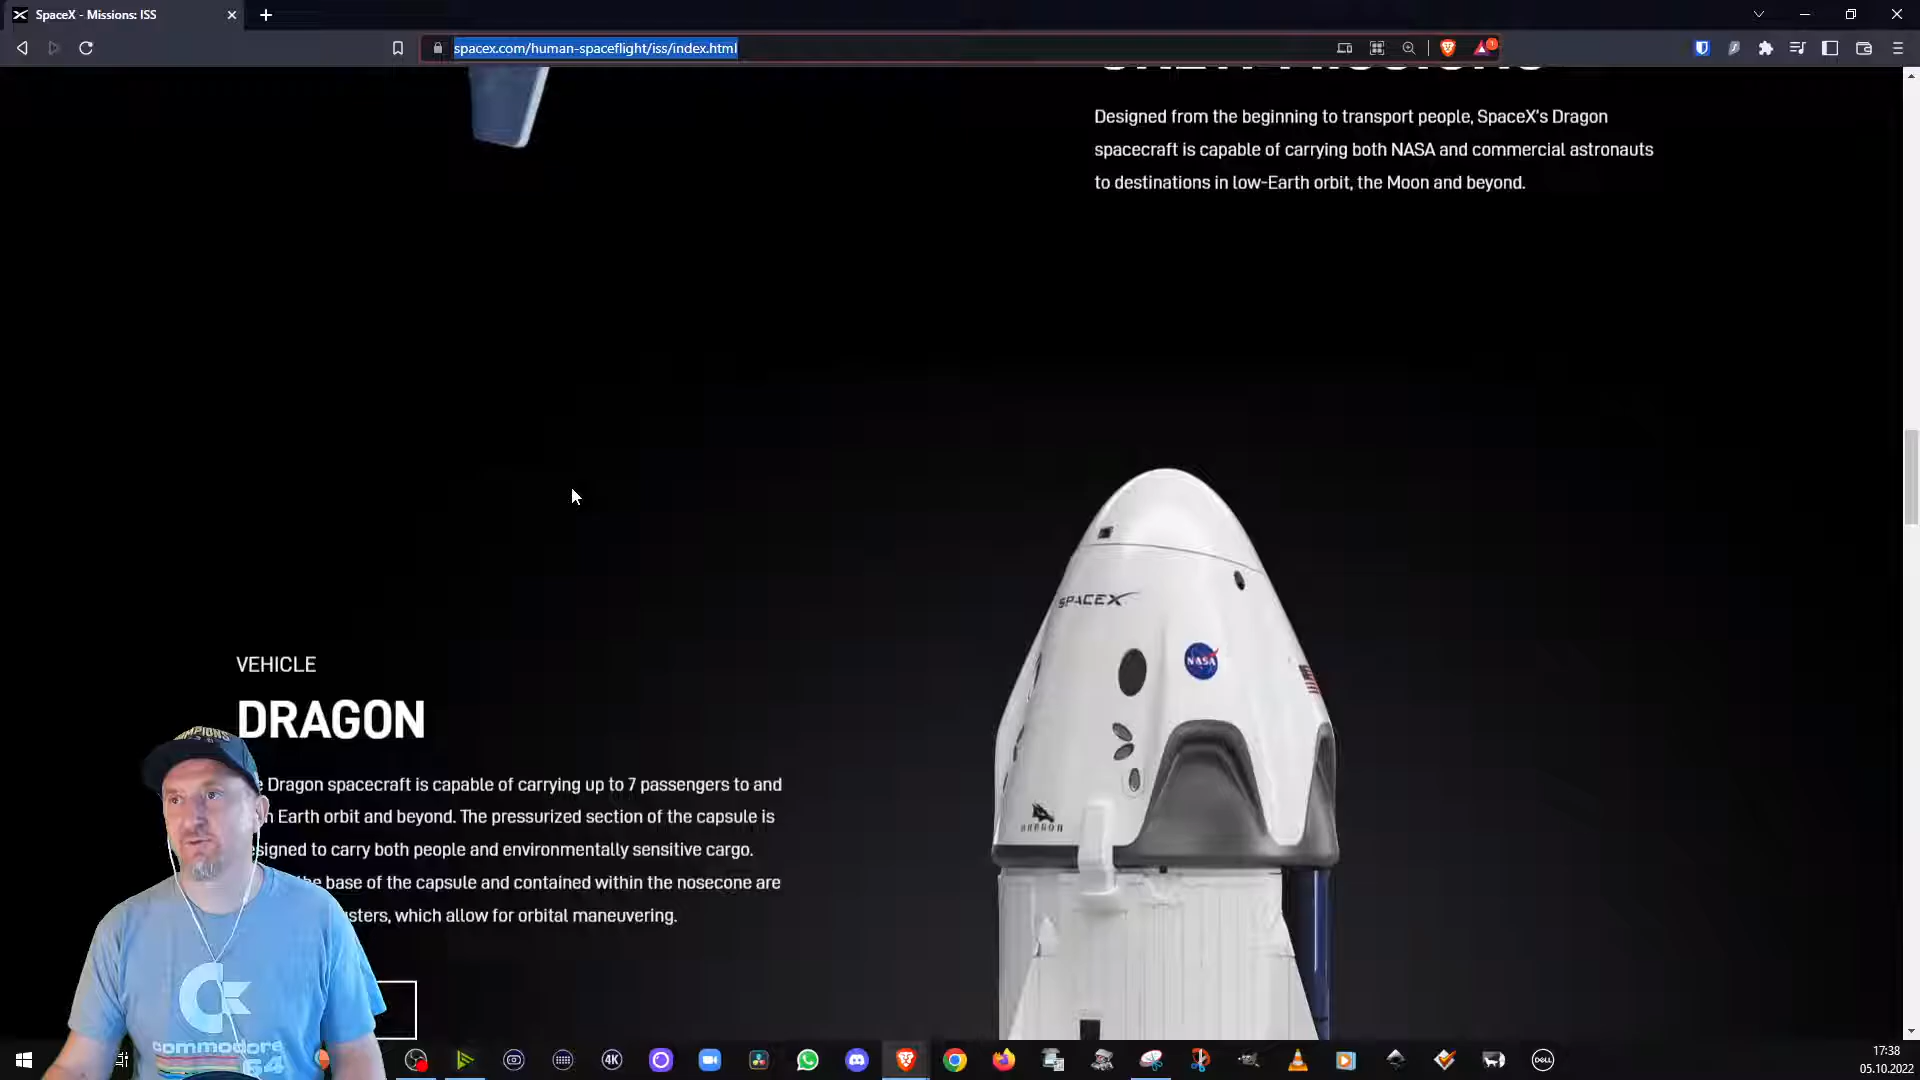 SpaceX - Missions: ISS
spacex.com/human-spaceflight/iss/index.html
1
Designed from the beginning to transport people, SpaceX's Dragon
spacecraft is capable of carrying both NASA and commercial astronauts
to destinations in low-Earth orbit, the Moon and beyond.
SPACEX
NASA
DRAGON
VEHICLE
DRAGON
Dragon spacecraft is capable of carrying up to 7 passengers to and
Earth orbit and beyond. The pressurized section of the capsule is
signed to carry both people and environmentally sensitive cargo.
base of the capsule and contained within the nosecone are
sters, which allow for orbital maneuvering.
commodore
64
4K
DELL
17:38
05.10.2022